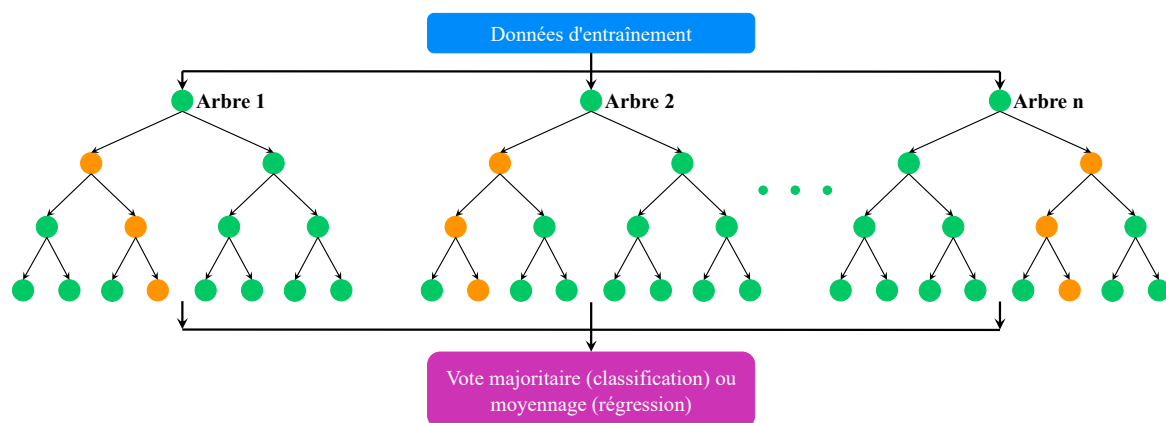 Données d'entraînement
Arbre 1
Arbre 2
Arbre n
Vote majoritaire (classification) ou
moyennage (régression)